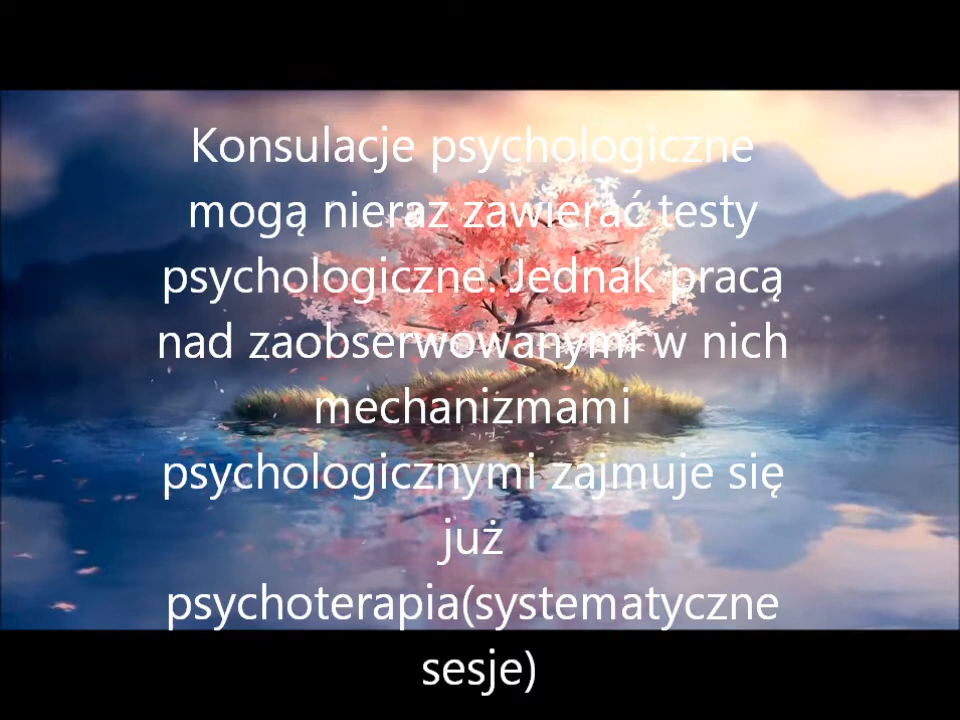 Konsulacje psychologiczne
mogą nieraz zawierać testy
psychologiczne. Jednak pracą
nad zaobserwowanymi w nich
mechanizmami
psychologicznymi zajmuje się
już
psychoterapia(systematyczne
sesje)